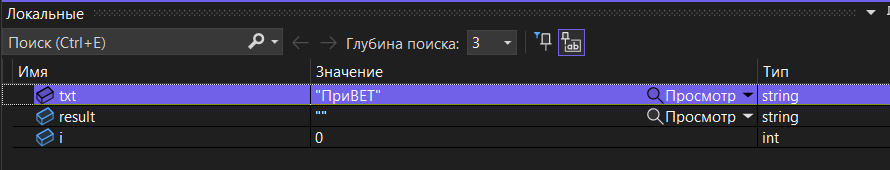 Локальные
Поиск (Ctrl+E) Глубина поиска: 3
Имя Значение Тип
txt "ПриВЕТ" Просмотр string
result "" Просмотр string
i 0 int